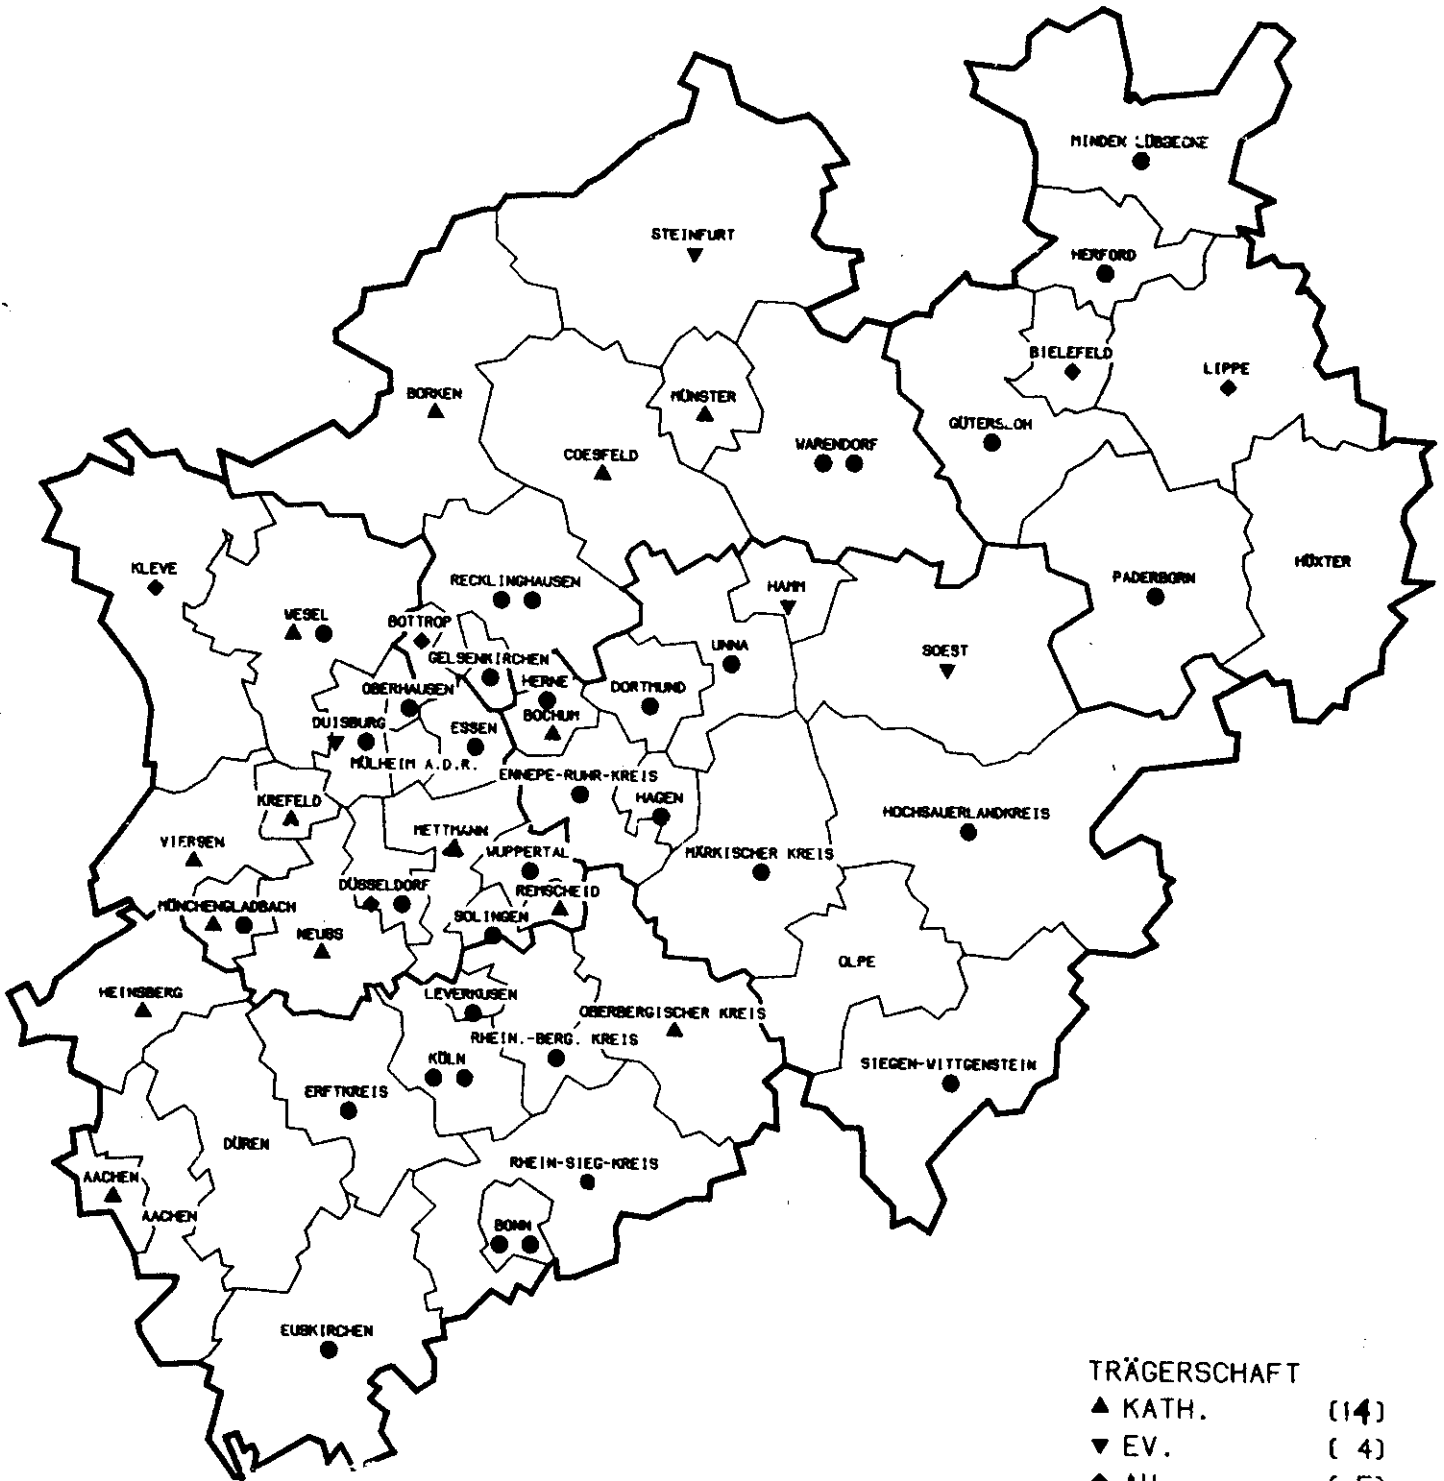 MINDEN LÜBBECKE
STEINFURT
HERFORD
BIELEFELD
LIPPE
BORKEN
MÜNSTER
GÜTERSLOH
WARENDORF
COESFELD
HÖXTER
KLEVE
PADERBORN
RECKLINGHAUSEN
HAMM
WESEL
BOTTROP
UNNA
SOEST
GELSENKIRCHEN
HERNE
OBERHAUSEN
DORTMUND
DUISBURG
BOCHUM
ESSEN
MÜLHEIM A.D.R.
ENNEPE-RUHR-KREIS
KREFELD
HAGEN
HOCHSAUERLANDKREIS
METTMANN
VIERSEN
WUPPERTAL
MÄRKISCHER KREIS
DÜSSELDORF
REMSCHEID
MÖNCHENGLADBACH
SOLINGEN
NEUSS
OLPE
HEINSBERG
LEVERKUSEN
OBERBERGISCHER KREIS
RHEIN.-BERG. KREIS
KÖLN
SIEGEN-WITTGENSTEIN
ERFTKREIS
DÜREN
RHEIN-SIEG-KREIS
AACHEN
AACHEN
BONN
EUSKIRCHEN
TRÄGERSCHAFT
▲ KATH. (14)
▼ EV. ( 4)